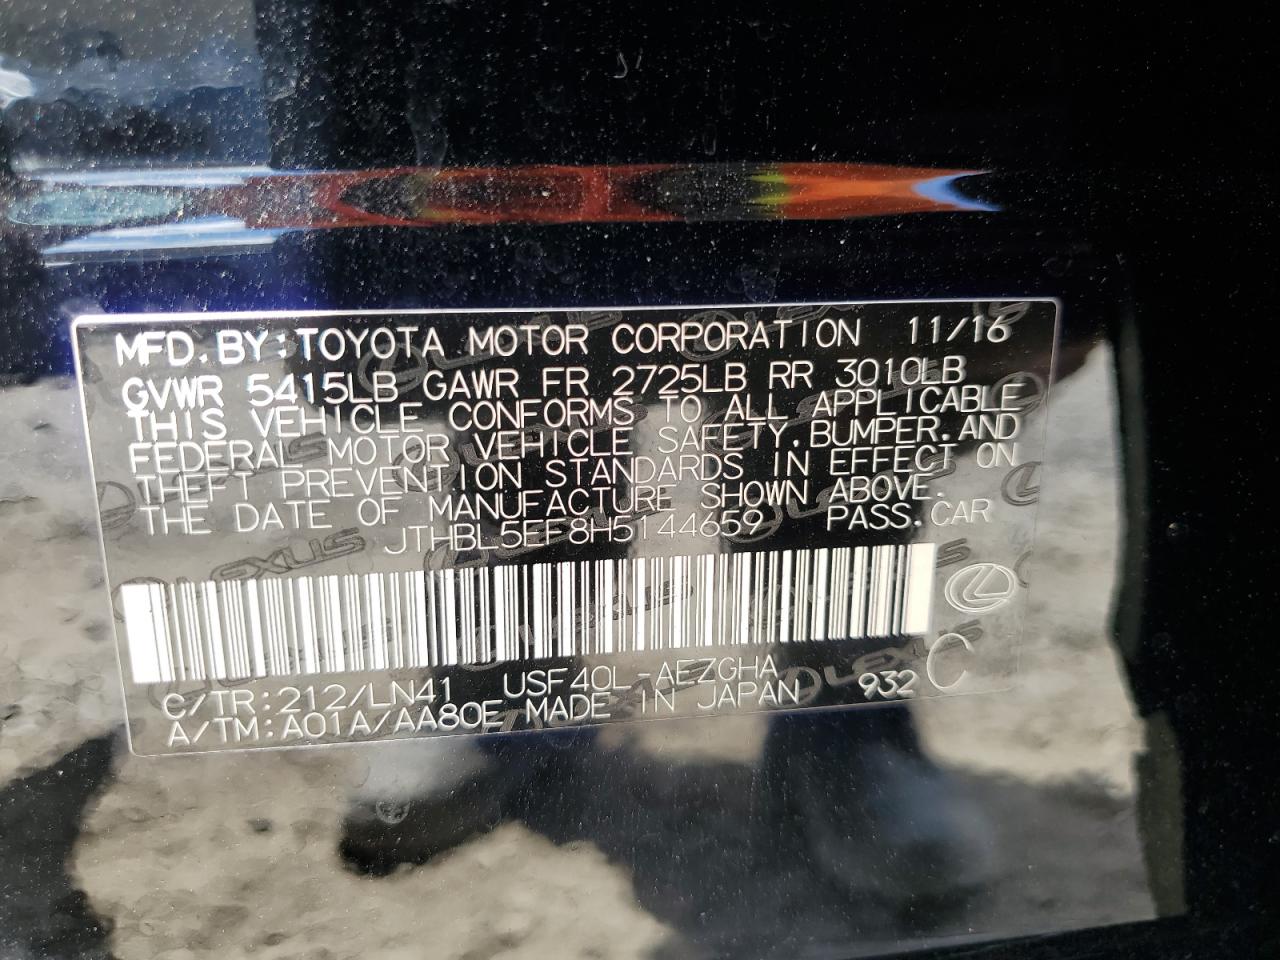 MFD.BY:TOYOTA MOTOR CORPORATION 11/16
GVWR 5415LB GAWR FR 2725LB RR 3010LB
THIS VEHICLE CONFORMS TO ALL APPLICABLE
FEDERAL MOTOR VEHICLE SAFETY.BUMPER.AND
THEFT PREVENTION STANDARDS IN EFFECT ON
THE DATE OF MANUFACTURE SHOWN ABOVE.
JTHBL5EF8H5144659 PASS.CAR
C/TR:212/LN41 USF40L-AEZGHA 932 C
A/TM:A01A/AA80E MADE IN JAPAN